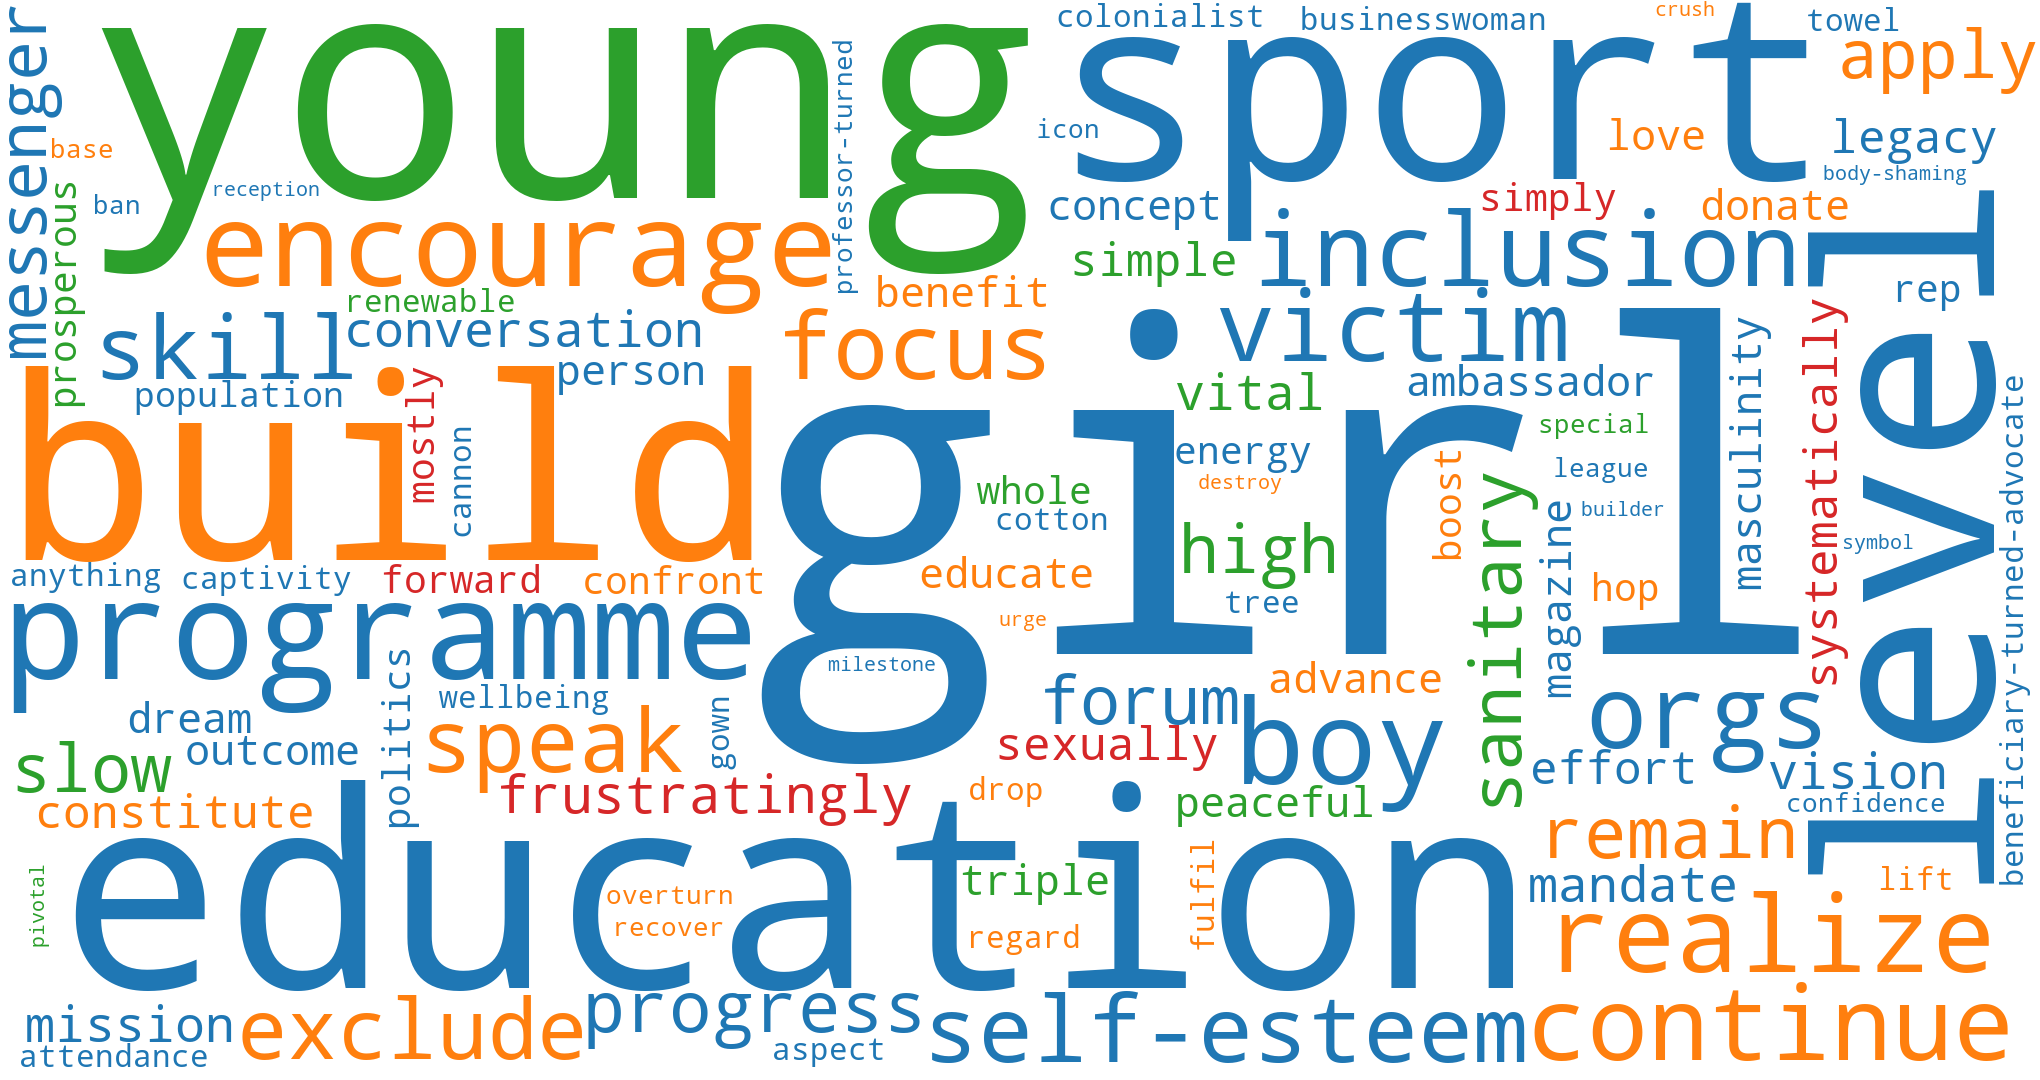 messenger
young
sport
colonialist
businesswoman
crush
towel
apply
icon
love
legacy
base
ban
reception
professor-turned
body-shaming
prosperous
encourage
concept
simply
donate
simple
inclusion
level
renewable
benefit
rep
skill
conversation
focus
victim
systematically
masculinity
person
population
mostly
vital
ambassador
beneficiary-turned-advocate
build
girl
cannon
special
energy
league
boost
whole
destroy
sanitary
cotton
builder
magazine
high
symbol
anything
captivity
forward
confront
educate
hop
programme
tree
urge
milestone
politics
wellbeing
advance
dream
speak
gown
forum
boy
orgs
slow
outcome
sexually
effort
vision
constitute
frustratingly
drop
peaceful
confidence
education
remain
pivotal
overturn
recover
triple
fulfil
mandate
lift
regard
realize
mission
exclude
progress
self-esteem
continue
attendance
aspect